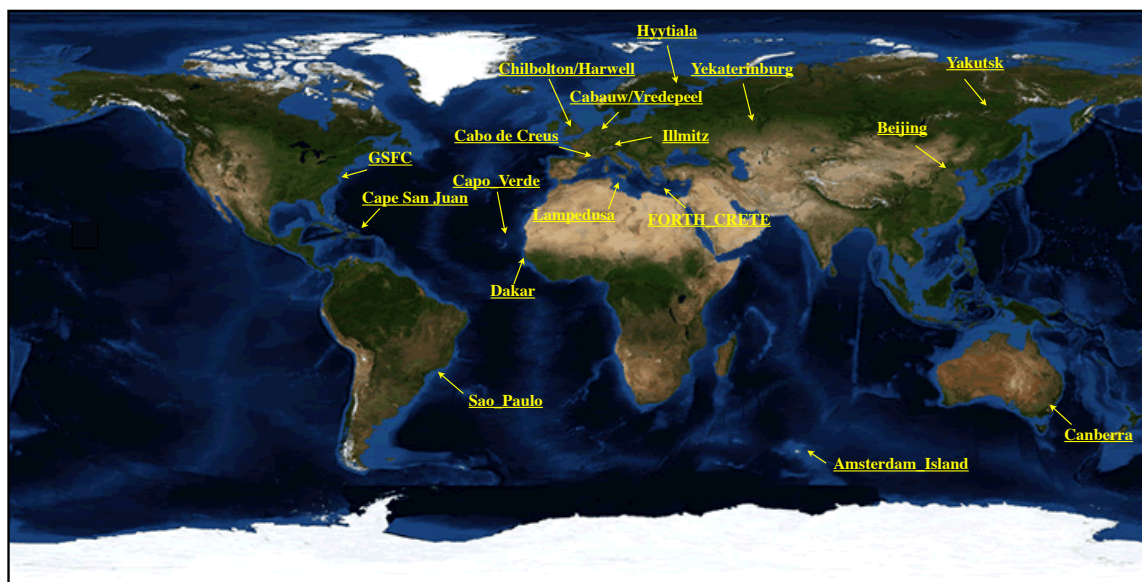 Hyytiala
Chilbolton/Harwell
Yekaterinburg
Yakutsk
Cabauw/Vredepeel
Cabo de Creus
Illmitz
Beijing
GSFC
Capo_Verde
Cape San Juan
Lampedusa
FORTH_CRETE
Dakar
Sao_Paulo
Canberra
Amsterdam_Island